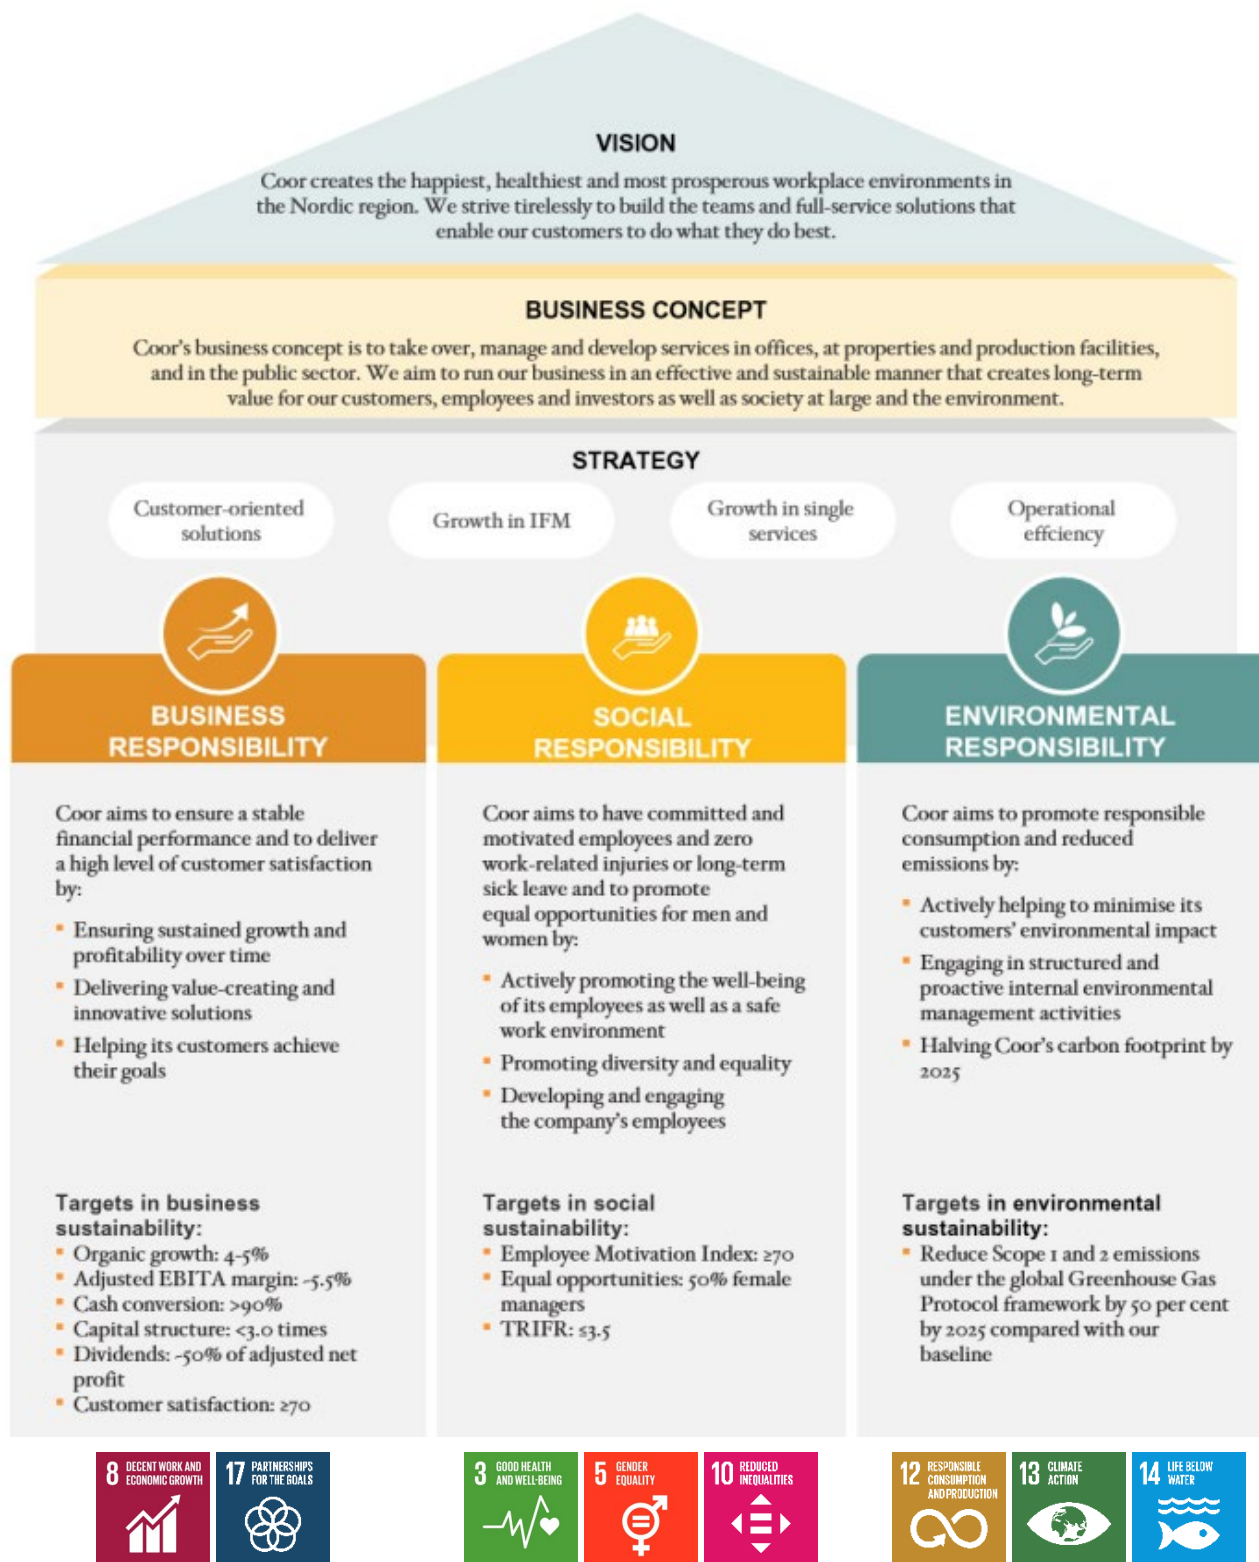 VISION
Coor creates the happiest, healthiest and most prosperous workplace environments in
the Nordic region. We strive tirelessly to build the teams and full-service solutions that
enable our customers to do what they do best.
BUSINESS CONCEPT
Coor's business concept is to take over, manage and develop services in offices, at properties and production facilities,
and in the public sector. We aim to run our business in an effective and sustainable manner that creates long-term
value for our customers, employees and investors as well as society at large and the environment.
STRATEGY
Customer-oriented
solutions
Growth in IFM
Growth in single
services
Operational
effciency
BUSINESS
RESPONSIBILITY
Coor aims to ensure a stable
financial performance and to deliver
a high level of customer satisfaction
by:
▪ Ensuring sustained growth and
profitability over time
▪ Delivering value-creating and
innovative solutions
▪ Helping its customers achieve
their goals
Targets in business
sustainability:
▪ Organic growth: 4-5%
▪ Adjusted EBITA margin: ~5.5%
▪ Cash conversion: >90%
▪ Capital structure: <3.0 times
▪ Dividends: ~50% of adjusted net
profit
▪ Customer satisfaction: ≥70
8 DECENT WORK AND
ECONOMIC GROWTH
17 PARTNERSHIPS
FOR THE GOALS
SOCIAL
RESPONSIBILITY
Coor aims to have committed and
motivated employees and zero
work-related injuries or long-term
sick leave and to promote
equal opportunities for men and
women by:
▪ Actively promoting the well-being
of its employees as well as a safe
work environment
▪ Promoting diversity and equality
▪ Developing and engaging
the company's employees
Targets in social
sustainability:
▪ Employee Motivation Index: ≥70
▪ Equal opportunities: 50% female
managers
▪ TRIFR: ≤3.5
3 GOOD HEALTH
AND WELL-BEING
5 GENDER
EQUALITY
10 REDUCED
INEQUALITIES
ENVIRONMENTAL
RESPONSIBILITY
Coor aims to promote responsible
consumption and reduced
emissions by:
▪ Actively helping to minimise its
customers' environmental impact
▪ Engaging in structured and
proactive internal environmental
management activities
▪ Halving Coor's carbon footprint by
2025
Targets in environmental
sustainability:
▪ Reduce Scope 1 and 2 emissions
under the global Greenhouse Gas
Protocol framework by 50 per cent
by 2025 compared with our
baseline
12 RESPONSIBLE
CONSUMPTION
AND PRODUCTION
13 CLIMATE
ACTION
14 LIFE BELOW
WATER